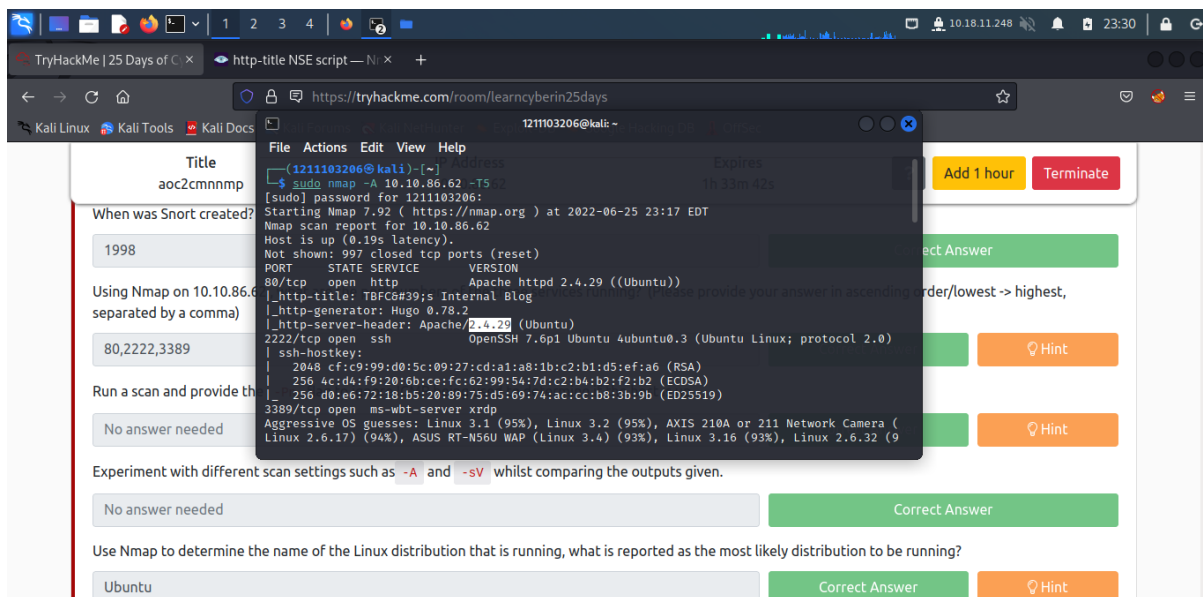 1 2 3 4
10.18.11.248 23:30
TryHackMe | 25 Days of C
http-title NSE script — N
https://tryhackme.com/room/learncyberin25days
Kali Linux Kali Tools Kali Docs
1211103206@kali: ~
File Actions Edit View Help
Title Expires
aoc2cmnnmp 1h 33m 42s
Add 1 hour Terminate
┌──(1211103206㉿kali)-[~]
└─$ sudo nmap -A 10.10.86.62 -T5
[sudo] password for 1211103206:
Starting Nmap 7.92 ( https://nmap.org ) at 2022-06-25 23:17 EDT
Nmap scan report for 10.10.86.62
Host is up (0.19s latency).
Not shown: 997 closed tcp ports (reset)
PORT STATE SERVICE VERSION
80/tcp open http Apache httpd 2.4.29 ((Ubuntu))
|_http-title: TBFC&#39;s Internal Blog
|_http-generator: Hugo 0.78.2
|_http-server-header: Apache/2.4.29 (Ubuntu)
2222/tcp open ssh OpenSSH 7.6p1 Ubuntu 4ubuntu0.3 (Ubuntu Linux; protocol 2.0)
| ssh-hostkey:
| 2048 cf:c9:99:d0:5c:09:27:cd:a1:a8:1b:c2:b1:d5:ef:a6 (RSA)
| 256 4c:d4:f9:20:6b:ce:fc:62:99:54:7d:c2:b4:b2:f2:b2 (ECDSA)
|_ 256 d0:e6:72:18:b5:20:89:75:d5:69:74:ac:cc:b8:3b:9b (ED25519)
3389/tcp open ms-wbt-server xrdp
Aggressive OS guesses: Linux 3.1 (95%), Linux 3.2 (95%), AXIS 210A or 211 Network Camera (
Linux 2.6.17) (94%), ASUS RT-N56U WAP (Linux 3.4) (93%), Linux 3.16 (93%), Linux 2.6.32 (9
When was Snort created?
1998 ect Answer
Using Nmap on 10.10.86.6 running? (Please provide your answer in ascending order/lowest -> highest,
separated by a comma)
80,2222,3389 Hint
Run a scan and provide the
No answer needed Hint
Experiment with different scan settings such as -A and -sV whilst comparing the outputs given.
No answer needed Correct Answer
Use Nmap to determine the name of the Linux distribution that is running, what is reported as the most likely distribution to be running?
Ubuntu Correct Answer Hint